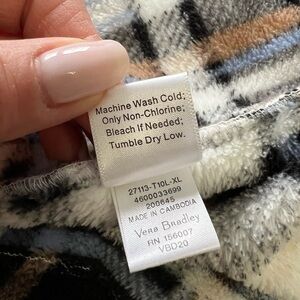 Machine Wash Cold;
Only Non-Chlorine;
Bleach If Needed;
Tumble Dry Low.
27113-T10L-XL
4600033699
200645
MADE IN CAMBODIA
Vera Bradley
RN 156007
VBD20